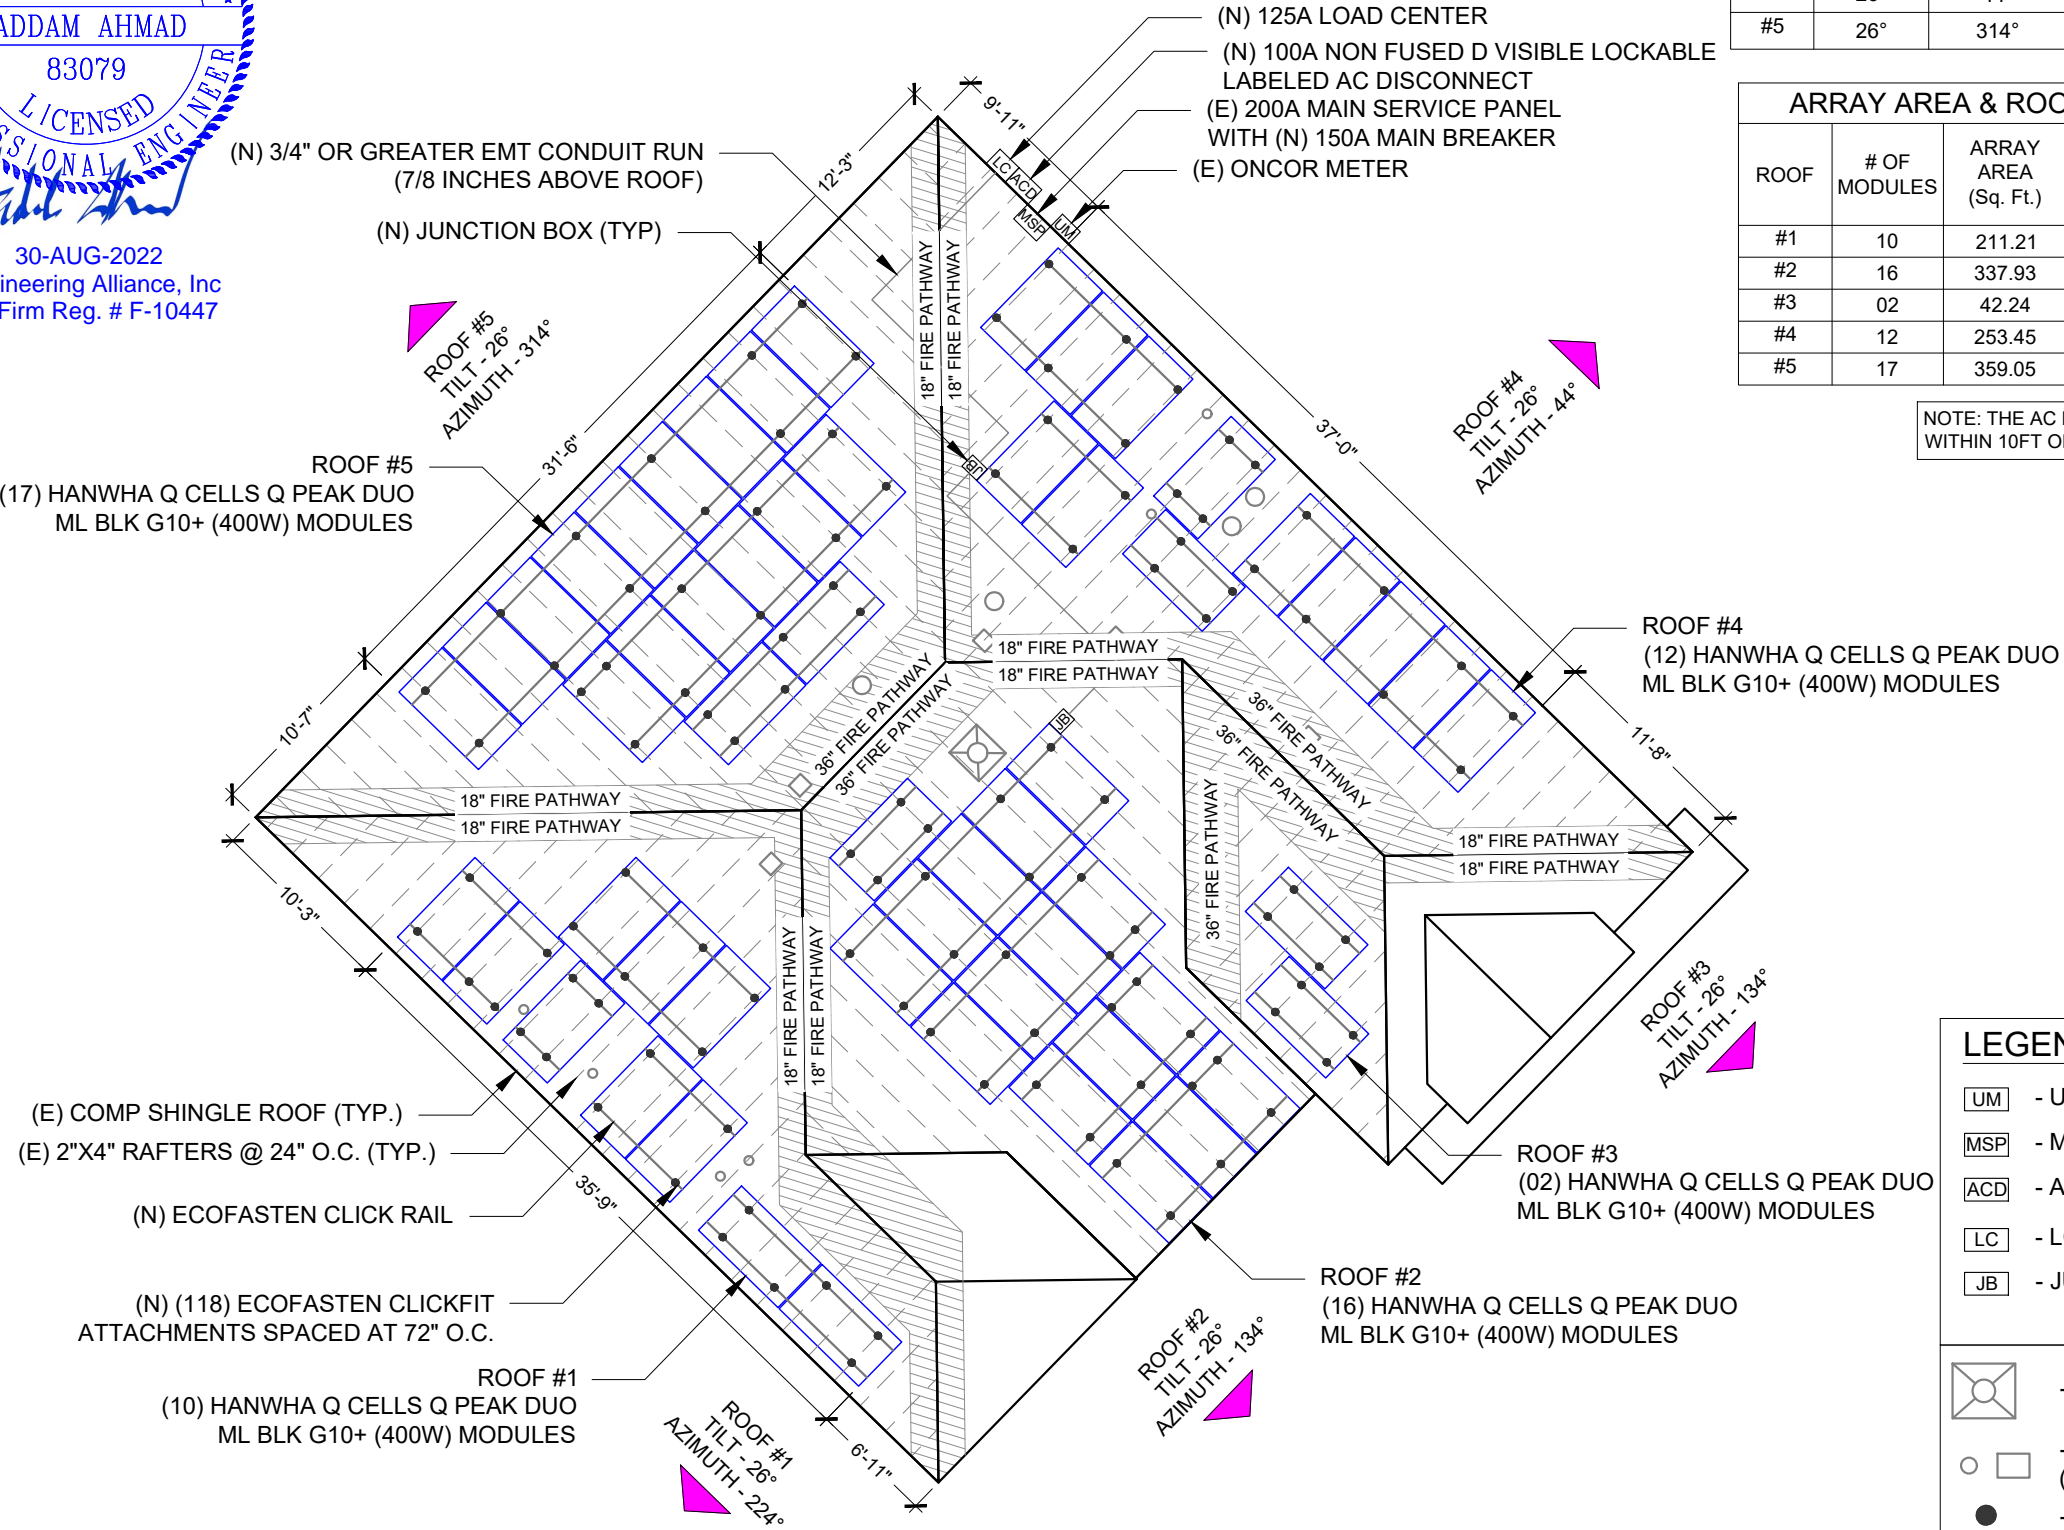 ADDAM AHMAD
83079
LICENSED
SSIONAL ENGINEER
30-AUG-2022
ineering Alliance, Inc
Firm Reg. # F-10447
(N) 125A LOAD CENTER
(N) 100A NON FUSED D VISIBLE LOCKABLE
LABELED AC DISCONNECT
(E) 200A MAIN SERVICE PANEL
WITH (N) 150A MAIN BREAKER
(E) ONCOR METER
#5 26° 314°
ARRAY AREA & ROO
ROOF
# OF
MODULES
ARRAY
AREA
(Sq. Ft.)
#1 10 211.21
#2 16 337.93
#3 02 42.24
#4 12 253.45
#5 17 359.05
NOTE: THE AC
WITHIN 10FT O
(N) 3/4" OR GREATER EMT CONDUIT RUN
(7/8 INCHES ABOVE ROOF)
(N) JUNCTION BOX (TYP)
12'-3"
9'-11"
LC
ACD
MSP
UM
ROOF #5
TILT - 26°
AZIMUTH - 314°
31'-6"
37'-0"
ROOF #4
TILT - 26°
AZIMUTH - 44°
18" FIRE PATHWAY
18" FIRE PATHWAY
JB
ROOF #5
(17) HANWHA Q CELLS Q PEAK DUO
ML BLK G10+ (400W) MODULES
ROOF #4
(12) HANWHA Q CELLS Q PEAK DUO
ML BLK G10+ (400W) MODULES
18" FIRE PATHWAY
18" FIRE PATHWAY
36" FIRE PATHWAY
36" FIRE PATHWAY
36" FIRE PATHWAY
36" FIRE PATHWAY
JB
36" FIRE PATHWAY
10'-7"
11'-8"
18" FIRE PATHWAY
18" FIRE PATHWAY
18" FIRE PATHWAY
18" FIRE PATHWAY
10'-3"
18" FIRE PATHWAY
18" FIRE PATHWAY
ROOF #3
TILT - 26°
AZIMUTH - 134°
(E) COMP SHINGLE ROOF (TYP.)
(E) 2"X4" RAFTERS @ 24" O.C. (TYP.)
(N) ECOFASTEN CLICK RAIL
35'-9"
(N) (118) ECOFASTEN CLICKFIT
ATTACHMENTS SPACED AT 72" O.C.
ROOF #1
(10) HANWHA Q CELLS Q PEAK DUO
ML BLK G10+ (400W) MODULES
ROOF #1
TILT - 26°
AZIMUTH - 224°
6'-11"
ROOF #2
TILT - 26°
AZIMUTH - 134°
ROOF #3
(02) HANWHA Q CELLS Q PEAK DUO
ML BLK G10+ (400W) MODULES
ROOF #2
(16) HANWHA Q CELLS Q PEAK DUO
ML BLK G10+ (400W) MODULES
LEGEN
UM - U
MSP - M
ACD - A
LC - L
JB - JU